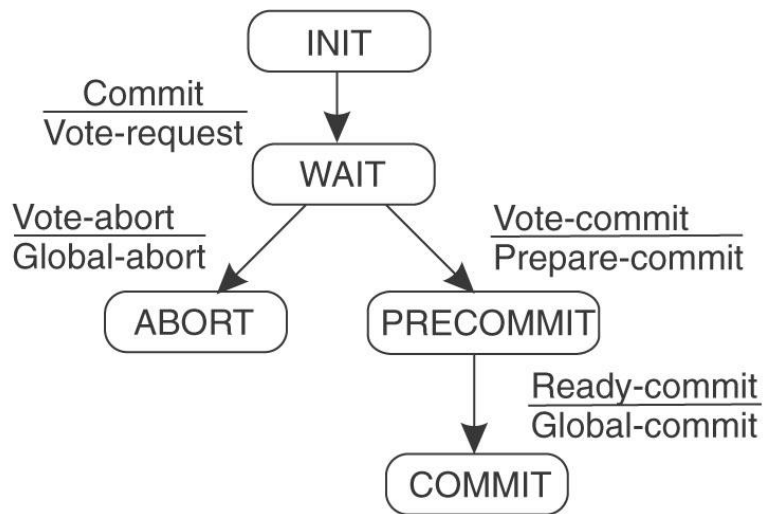 INIT
Commit
Vote-request
WAIT
Vote-abort
Global-abort
Vote-commit
Prepare-commit
ABORT
PRECOMMIT
Ready-commit
Global-commit
COMMIT